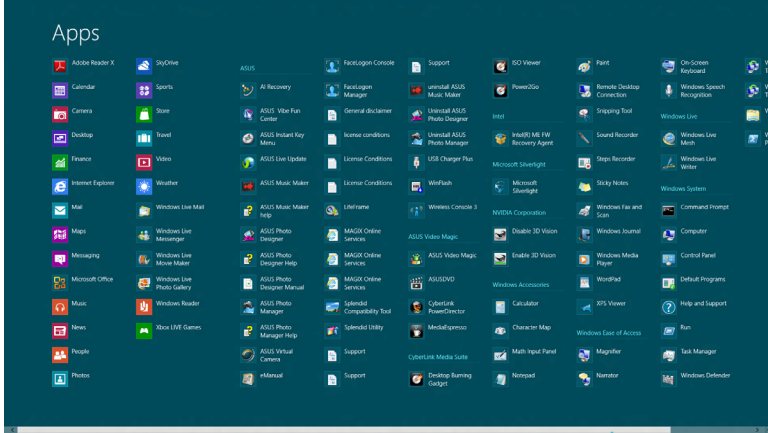 Apps
Adobe Reader X
Calendar
Camera
Desktop
Finance
Internet Explorer
Mail
Maps
Messaging
Microsoft Office
Music
News
People
Photos
SkyDrive
Sports
Store
Travel
Video
Weather
Windows Live Mail
Windows Live
Messenger
Windows Live
Movie Maker
Windows Live
Photo Gallery
Windows Reader
Xbox LIVE Games
ASUS
AI Recovery
ASUS Vibe Fun
Center
ASUS Instant Key
Menu
ASUS Live Update
ASUS Music Maker
ASUS Music Maker
help
ASUS Photo
Designer
ASUS Photo
Designer Help
ASUS Photo
Designer Manual
ASUS Photo
Manager
ASUS Photo
Manager Help
ASUS Virtual
Camera
eManual
FaceLogon Console
FaceLogon
Manager
General disclaimer
license conditions
License Conditions
License Conditions
LifeFrame
MAGIX Online
Services
MAGIX Online
Services
MAGIX Online
Services
Splendid
Compatibility Tool
Splendid Utility
Support
Support
Support
uninstall ASUS
Music Maker
Uninstall ASUS
Photo Designer
Uninstall ASUS
Photo Manager
USB Charger Plus
WinFlash
Wireless Console 3
ASUS Video Magic
ASUS Video Magic
ASUSDVD
CyberLink
PowerDirector
MediaEspresso
CyberLink Media Suite
Desktop Burning
Gadget
ISO Viewer
Power2Go
Intel
Intel(R) ME FW
Recovery Agent
Microsoft Silverlight
Microsoft
Silverlight
NVIDIA Corporation
Disable 3D Vision
Enable 3D Vision
Windows Accessories
Calculator
Character Map
Math Input Panel
Notepad
Paint
Remote Desktop
Connection
Snipping Tool
Sound Recorder
Steps Recorder
Sticky Notes
Windows Fax and
Scan
Windows Journal
Windows Media
Player
WordPad
XPS Viewer
Windows Ease of Access
Magnifier
Narrator
On-Screen
Keyboard
Windows Speech
Recognition
Windows Live
Windows Live
Mesh
Windows Live
Writer
Windows System
Command Prompt
Computer
Control Panel
Default Programs
Help and Support
Run
Task Manager
Windows Defender